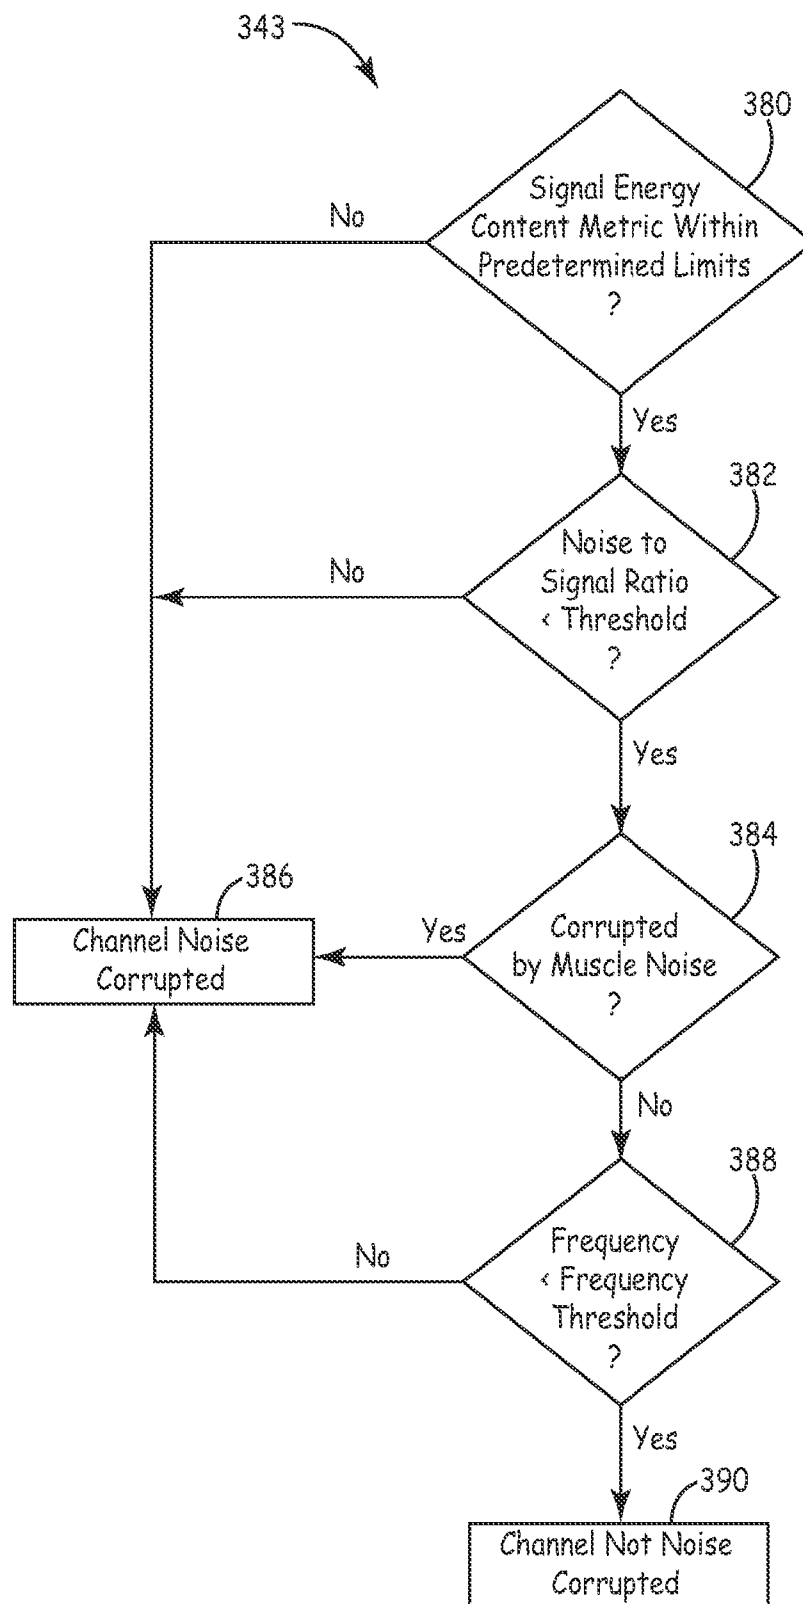 343
380
Signal Energy
Content Metric Within
Predetermined Limits
?
No
Yes
382
Noise to
Signal Ratio
< Threshold
?
No
Yes
384
386
Channel Noise
Corrupted
Yes
Corrupted
by Muscle Noise
?
No
388
Frequency
< Frequency
Threshold
?
No
Yes
390
Channel Not Noise
Corrupted